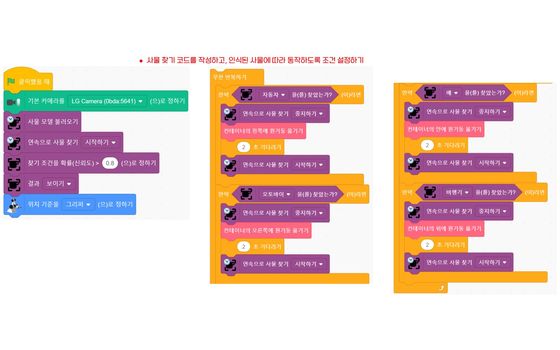 • 사물 찾기 코드를 작성하고, 인식된 사물에 따라 동작하도록 조건 설정하기
클릭했을 때
기본 카메라를 LG Camera (0bda:5641) (으)로 정하기
사물 모델 불러오기
연속으로 사물 찾기 시작하기
찾기 조건을 확률(신뢰도) > 0.8 (으)로 정하기
결과 보이기
위치 기준을 그리퍼 (으)로 정하기
무한 반복하기
만약 자동차 을(를) 찾았는가? (이)라면
연속으로 사물 찾기 중지하기
컨테이너의 왼쪽에 원기둥 옮기기
2 초 기다리기
연속으로 사물 찾기 시작하기
만약 오토바이 을(를) 찾았는가? (이)라면
연속으로 사물 찾기 중지하기
컨테이너의 오른쪽에 원기둥 옮기기
2 초 기다리기
연속으로 사물 찾기 시작하기
만약 배 을(를) 찾았는가? (이)라면
연속으로 사물 찾기 중지하기
컨테이너의 안에 원기둥 옮기기
2 초 기다리기
연속으로 사물 찾기 시작하기
만약 비행기 을(를) 찾았는가? (이)라면
연속으로 사물 찾기 중지하기
컨테이너의 위에 원기둥 옮기기
2 초 기다리기
연속으로 사물 찾기 시작하기